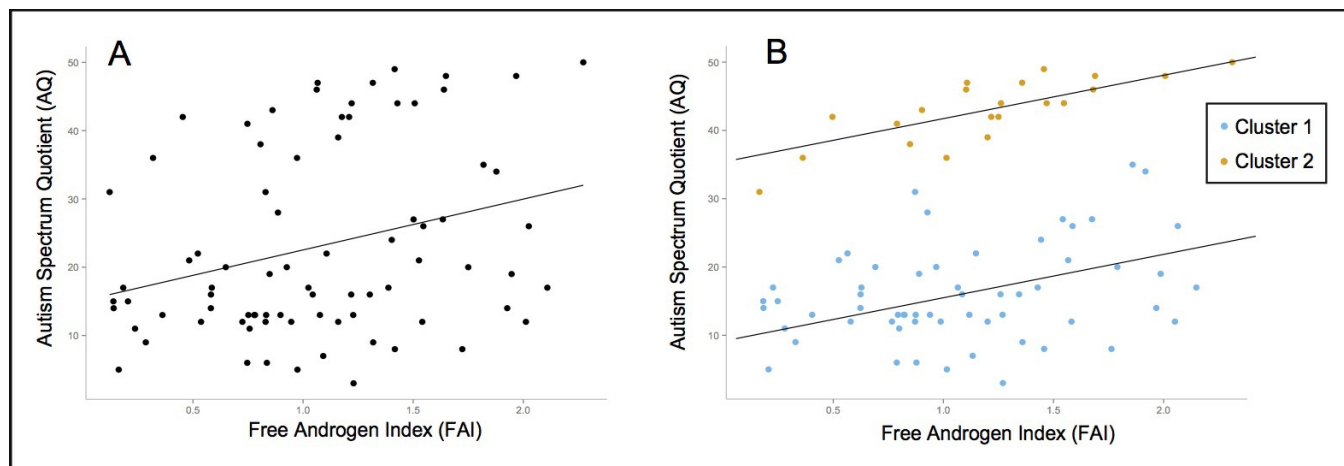 A
Autism Spectrum Quotient (AQ)
50
40
30
20
10
0.5 1.0 1.5 2.0
Free Androgen Index (FAI)
B
Autism Spectrum Quotient (AQ)
50
40
30
20
10
0.5 1.0 1.5 2.0
Free Androgen Index (FAI)
Cluster 1
Cluster 2